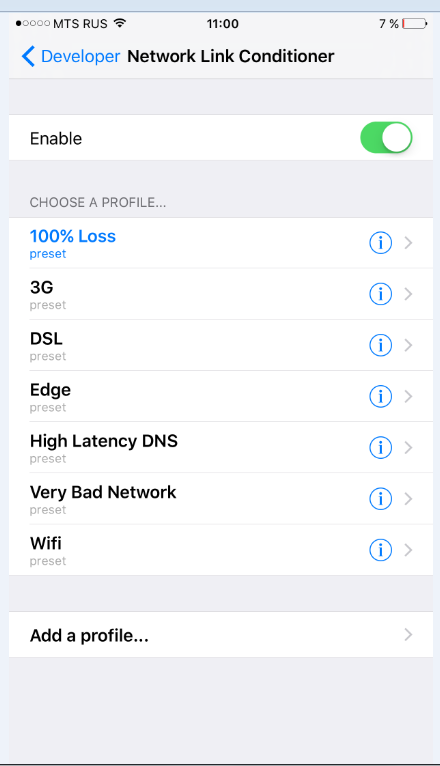 MTS RUS 11:00 7 %
Developer Network Link Conditioner
Enable
CHOOSE A PROFILE...
100% Loss
preset
3G
preset
DSL
preset
Edge
preset
High Latency DNS
preset
Very Bad Network
preset
Wifi
preset
Add a profile...